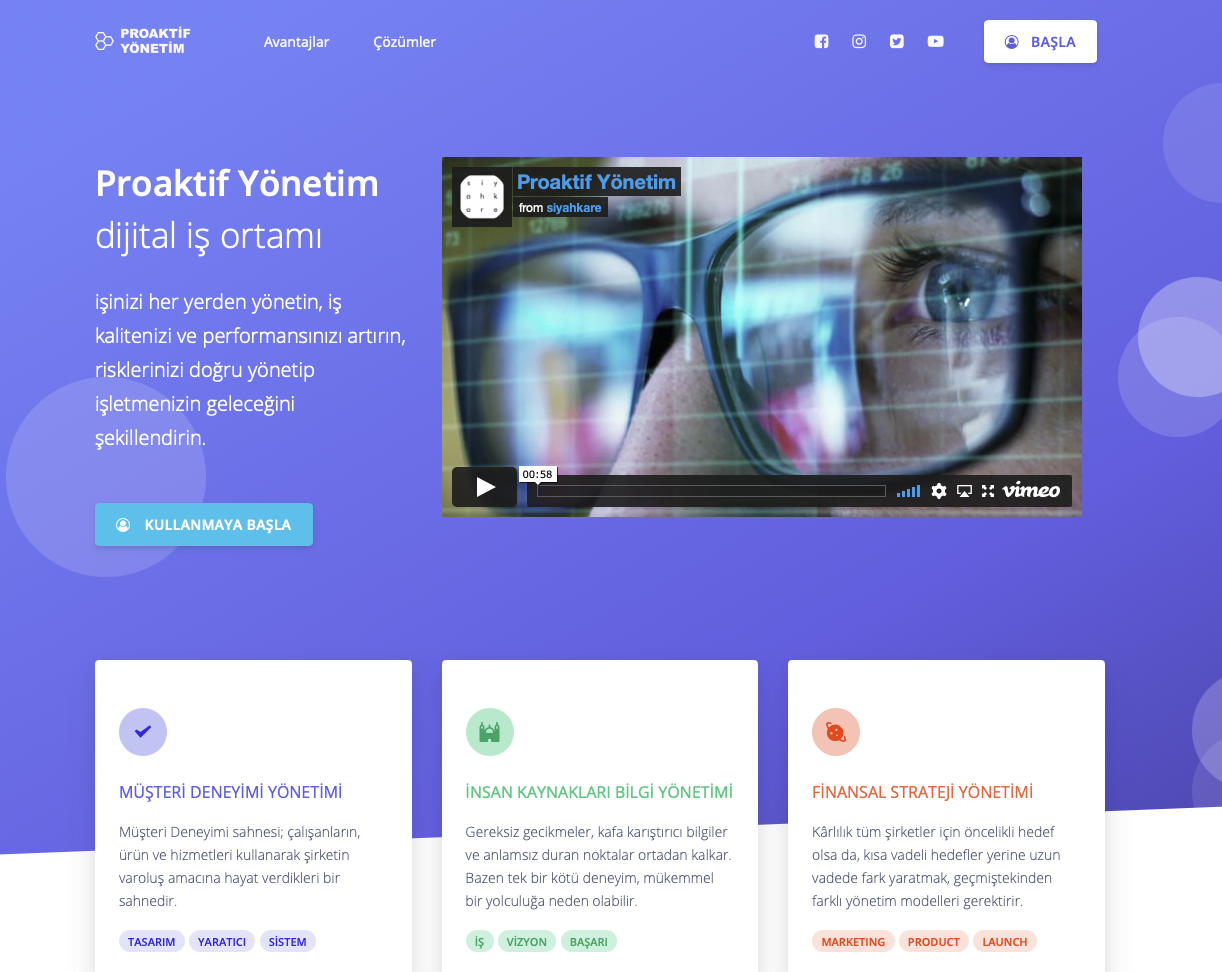 PROAKTİF
YÖNETİM
Avantajlar
Çözümler
BAŞLA
Proaktif Yönetim
dijital iş ortamı
işinizi her yerden yönetin, iş
kalitenizi ve performansınızı artırın,
risklerinizi doğru yönetip
işletmenizin geleceğini
şekillendirin.
KULLANMAYA BAŞLA
s i y
a h k
a r e
Proaktif Yönetim
from siyahkare
78 26
12769
73
00:58
vimeo
MÜŞTERİ DENEYİMİ YÖNETİMİ
Müşteri Deneyimi sahnesi; çalışanların,
ürün ve hizmetleri kullanarak şirketin
varoluş amacına hayat verdikleri bir
sahnedir.
TASARIM YARATICI SİSTEM
İNSAN KAYNAKLARI BİLGİ YÖNETİMİ
Gereksiz gecikmeler, kafa karıştırıcı bilgiler
ve anlamsız duran noktalar ortadan kalkar.
Bazen tek bir kötü deneyim, mükemmel
bir yolculuğa neden olabilir.
İŞ VİZYON BAŞARI
FİNANSAL STRATEJİ YÖNETİMİ
Kârlılık tüm şirketler için öncelikli hedef
olsa da, kısa vadeli hedefler yerine uzun
vadede fark yaratmak, geçmiştekinden
farklı yönetim modelleri gerektirir.
MARKETING PRODUCT LAUNCH